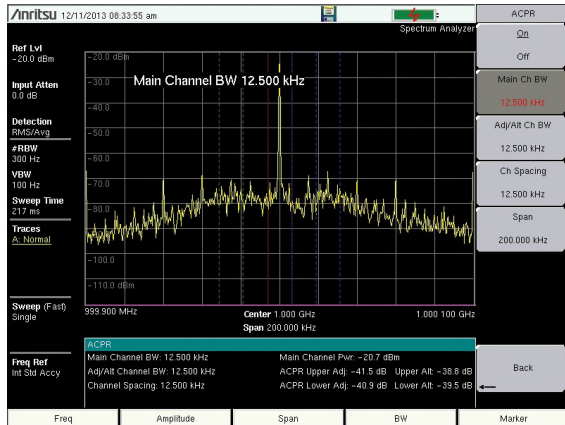 Anritsu 12/11/2013 08:33:55 am
Spectrum Analyzer
ACPR
On
Off
Main Ch BW
12.500 kHz
Adj/Alt Ch BW
12.500 kHz
Ch Spacing
12.500 kHz
Span
200.000 kHz
Back
Ref Lvl
-20.0 dBm
Input Atten
0.0 dB
Detection
RMS/Avg
#RBW
300 Hz
VBW
100 Hz
Sweep Time
217 ms
Traces
A: Normal
Sweep (Fast)
Single
Freq Ref
Int Std Accy
-20.0 dBm
Main Channel BW 12.500 kHz
-30.0
-40.0
-50.0
-60.0
-70.0
-80.0
-100.0
-110.0 dBm
999.900 MHz
Center 1.000 GHz
1.000 100 GHz
Span 200.000 kHz
ACPR
Main Channel BW: 12.500 kHz Main Channel Pwr: -20.7 dBm
Adj/Alt Channel BW: 12.500 kHz ACPR Upper Adj: -41.5 dB Upper Alt: -38.8 dB
Channel Spacing: 12.500 kHz ACPR Lower Adj: -40.9 dB Lower Alt: -39.5 dB
Freq Amplitude Span BW Marker